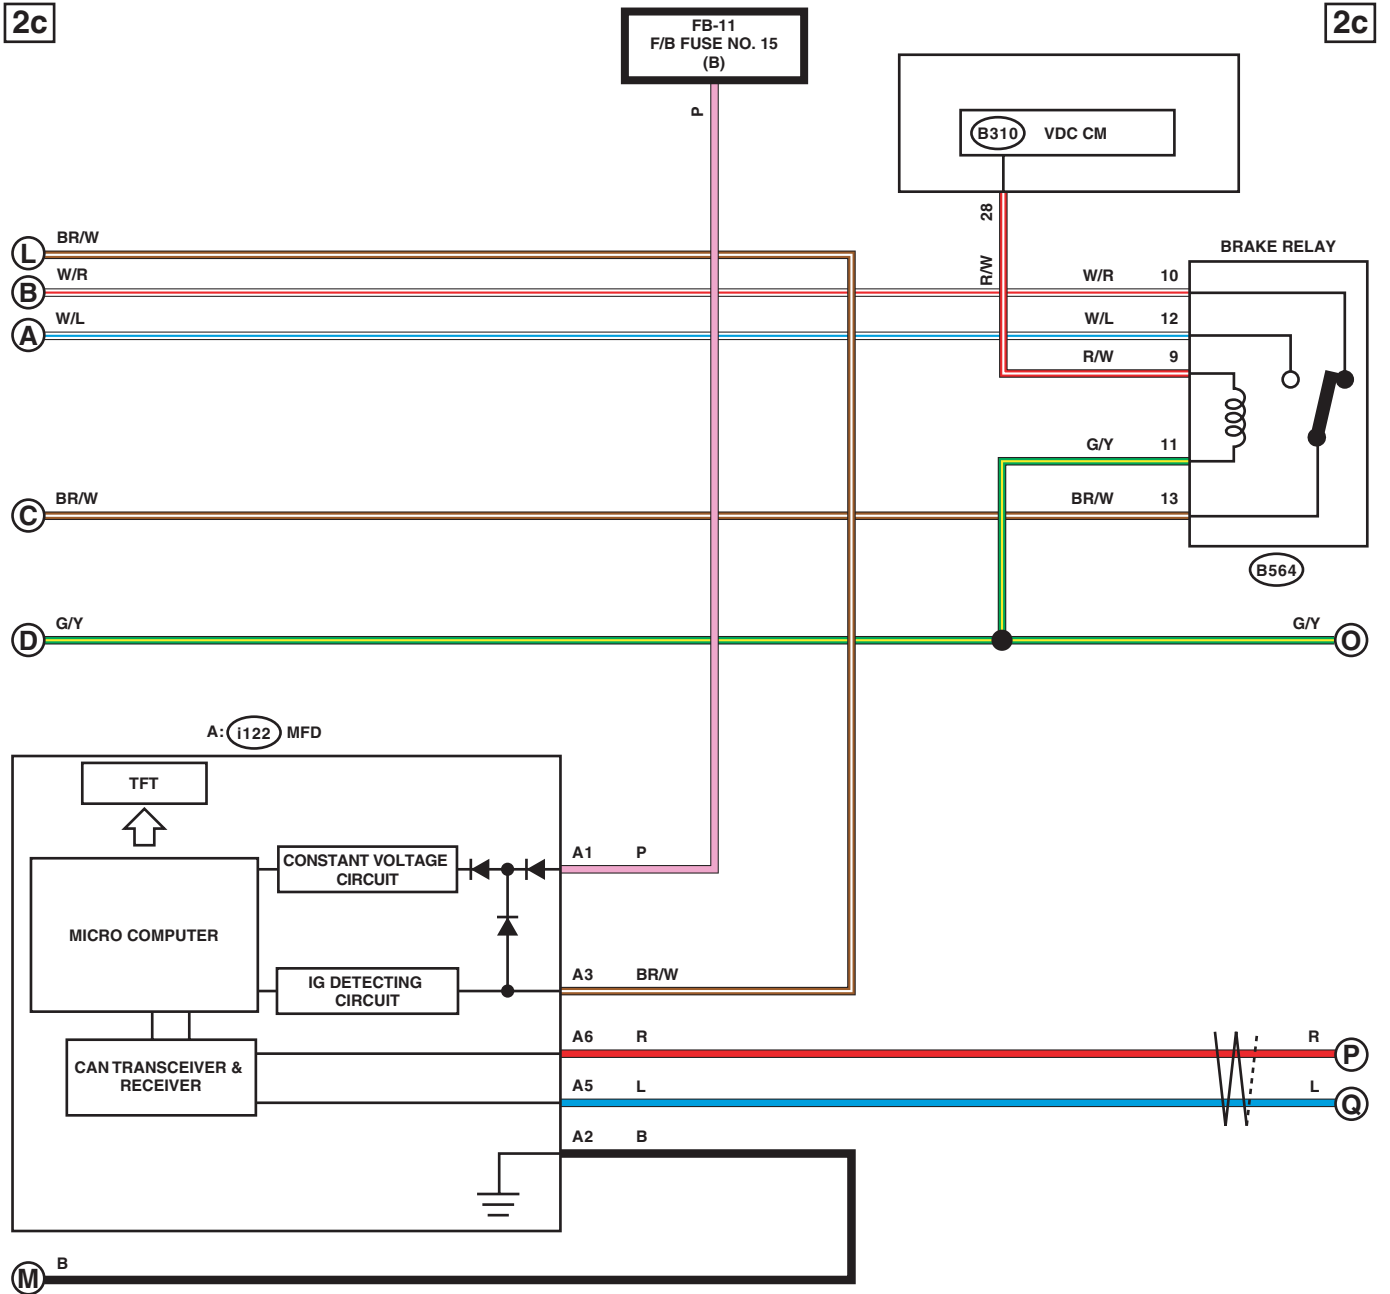 2c
2c
FB-11
F/B FUSE NO. 15
(B)
P
B310 VDC CM
28
R/W
BRAKE RELAY
L BR/W
B W/R
W/R 10
A W/L
W/L 12
R/W 9
G/Y 11
C BR/W
BR/W 13
B564
D G/Y
G/Y O
A: i122 MFD
TFT
CONSTANT VOLTAGE
CIRCUIT
A1 P
MICRO COMPUTER
IG DETECTING
CIRCUIT
A3 BR/W
CAN TRANSCEIVER &
RECEIVER
A6 R
R P
A5 L
L Q
A2 B
M B